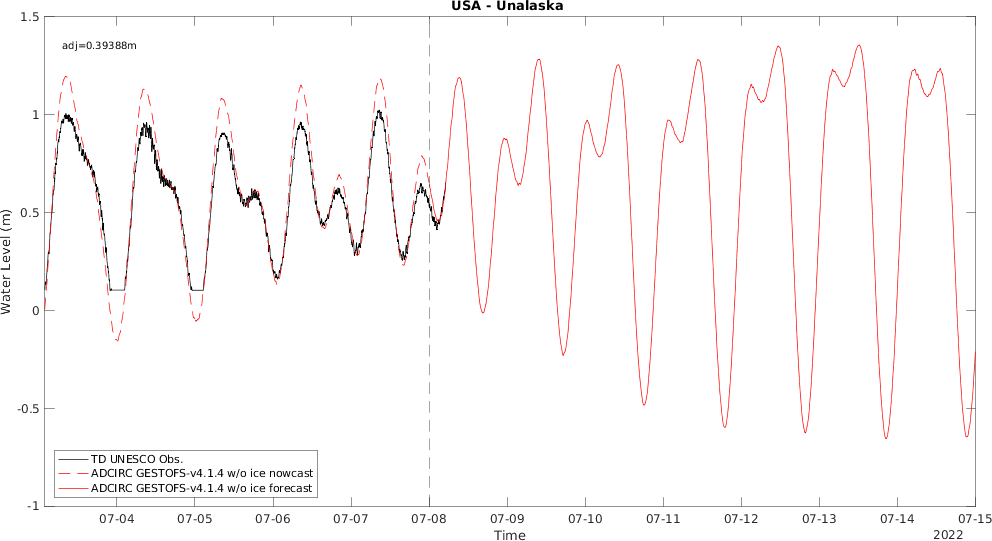 USA - Unalaska
adj=0.39388m
Water Level (m)
1.5
1
0.5
0
-0.5
-1
TD UNESCO Obs.
ADCIRC GESTOFS-v4.1.4 w/o ice nowcast
ADCIRC GESTOFS-v4.1.4 w/o ice forecast
07-04 07-05 07-06 07-07 07-08 07-09 07-10 07-11 07-12 07-13 07-14 07-15
Time
2022